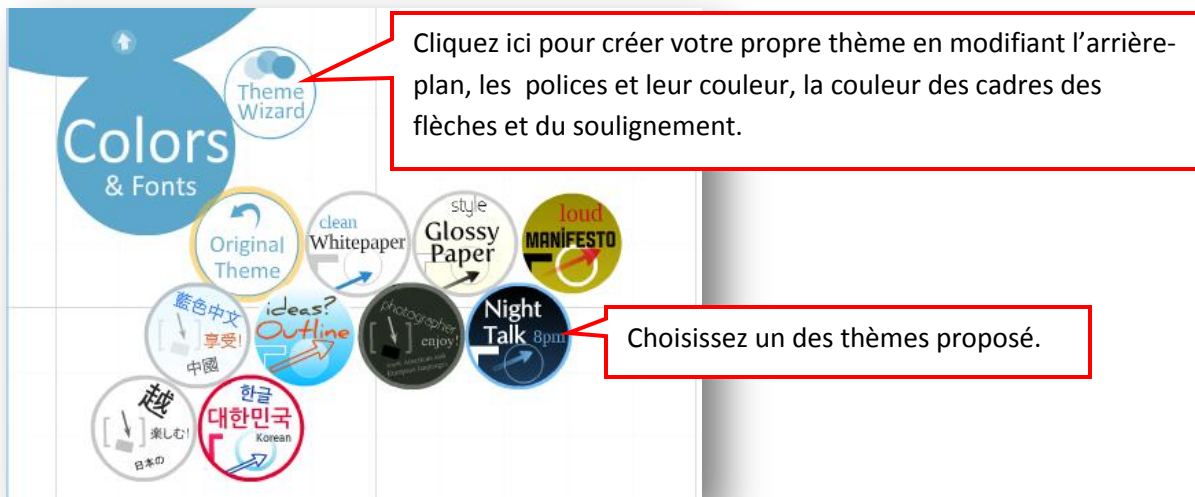 Cliquez ici pour créer votre propre thème en modifiant l’arrière-
plan, les polices et leur couleur, la couleur des cadres des
flèches et du soulignement.
Theme
Wizard
Colors
& Fonts
Original
Theme
clean
Whitepaper
style
Glossy
Paper
loud
MANiFESTO
藍色中文
享受!
中國
ideas?
Outline
photographer
enjoy!
Night
Talk 8pm
Choisissez un des thèmes proposé.
越
楽しむ!
日本の
한글
대한민국
Korean